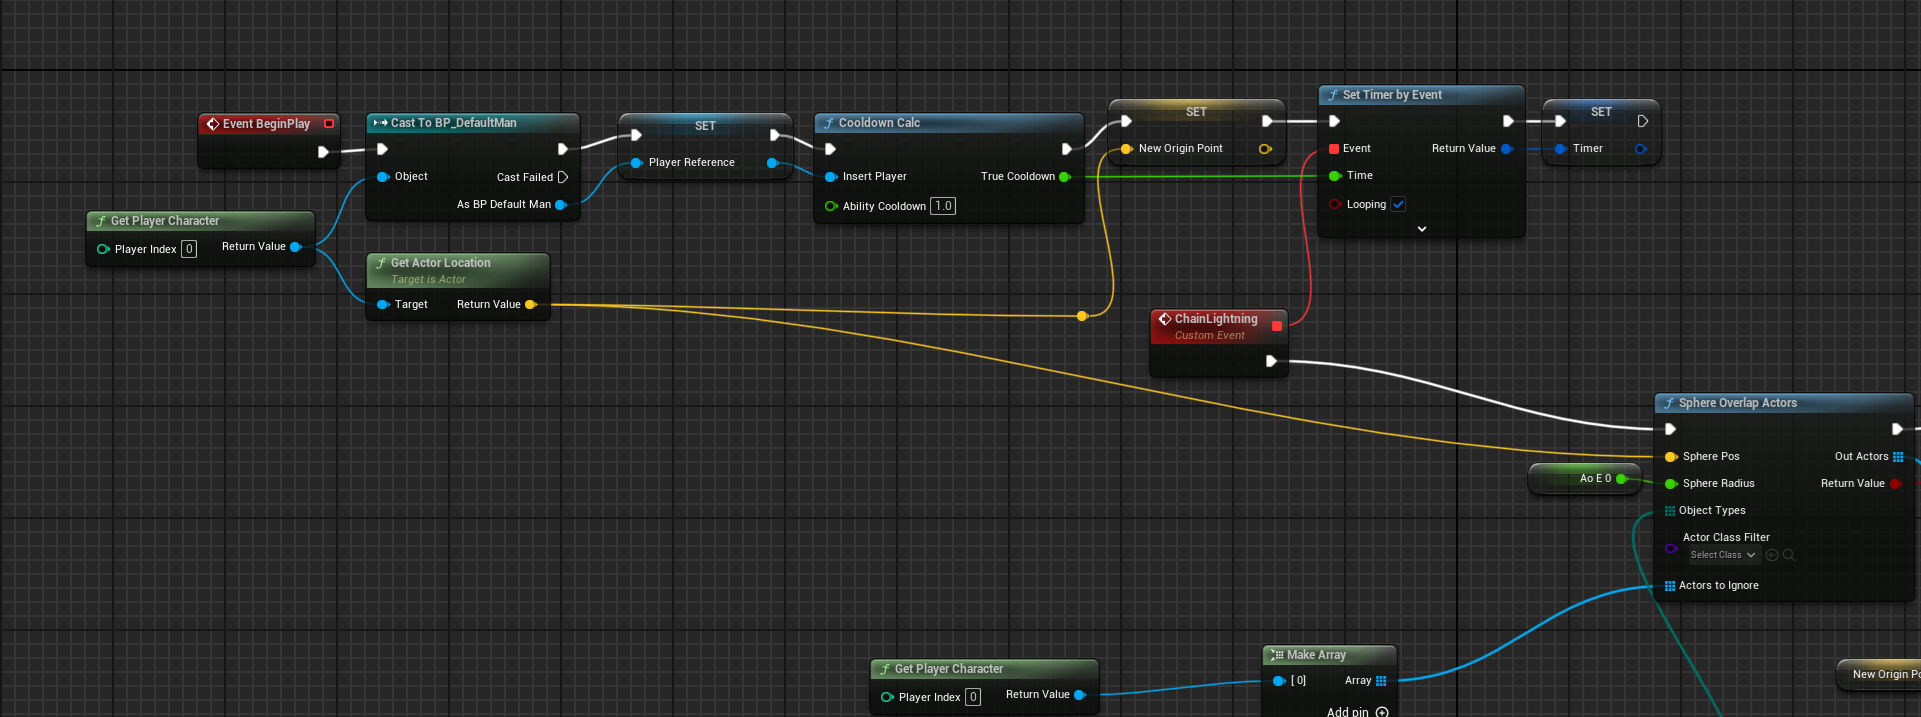 Event BeginPlay
Cast To BP_DefaultMan
Object
Cast Failed
As BP Default Man
SET
Player Reference
Cooldown Calc
Insert Player
True Cooldown
Ability Cooldown 1.0
SET
New Origin Point
Set Timer by Event
Event
Return Value
Time
Looping
SET
Timer
Get Player Character
Player Index 0
Return Value
Get Actor Location
Target is Actor
Target
Return Value
ChainLightning
Custom Event
Sphere Overlap Actors
Sphere Pos
Out Actors
Ao E 0
Sphere Radius
Return Value
Object Types
Actor Class Filter
Select Class
Actors to Ignore
Get Player Character
Player Index 0
Return Value
Make Array
[ 0]
Array
Add pin
New Origin Po